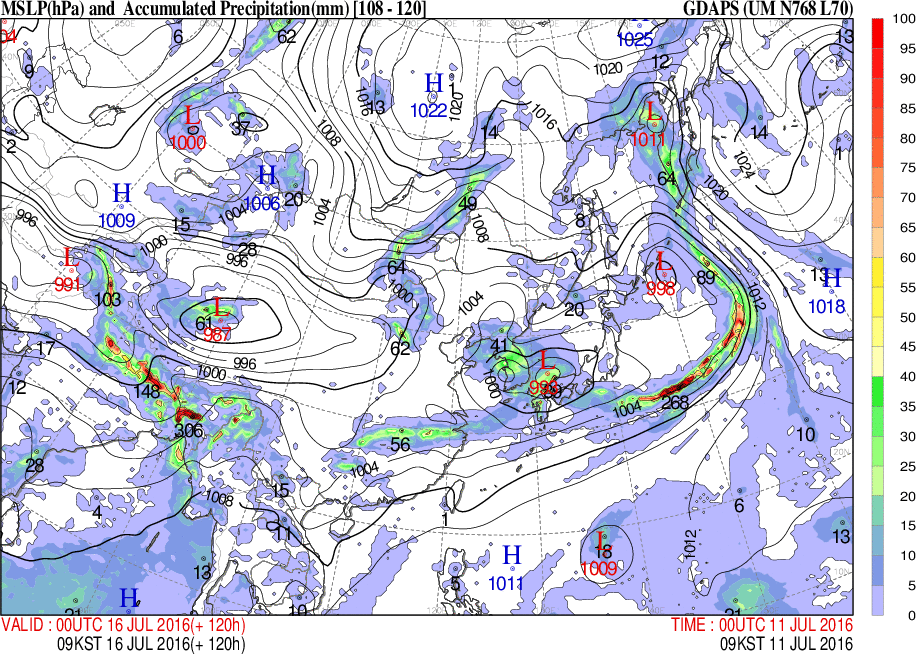 MSLP(hPa) and Accumulated Precipitation(mm) [108 - 120] GDAPS (UM N768 L70)
04 6 62 H 1025 13 100
9 12 1020 95
H 1 1022 13 1020 90
L 1000 37 14 1016 L 1011 14 85
2 1008 1 80
H 1009 H 1006 20 49 64 1024 1020 75
996 15 1004 1004 1008 8 70
1000 28 996 65
L 991 64 L 998 89 13 H 1018 60
103 1000 1004 1012 55
61 L 987 20 50
17 62 41 45
996 1000 L 1000 40
12 148 1004 268 35
306 56 10 30
28 1004 25
1008 15 6 20
4 11 1 1012 13 15
13 H 1011 L 18 1009 10
5 5
H 10 21 0
VALID : 00UTC 16 JUL 2016(+ 120h) TIME : 00UTC 11 JUL 2016
09KST 16 JUL 2016(+ 120h) 09KST 11 JUL 2016